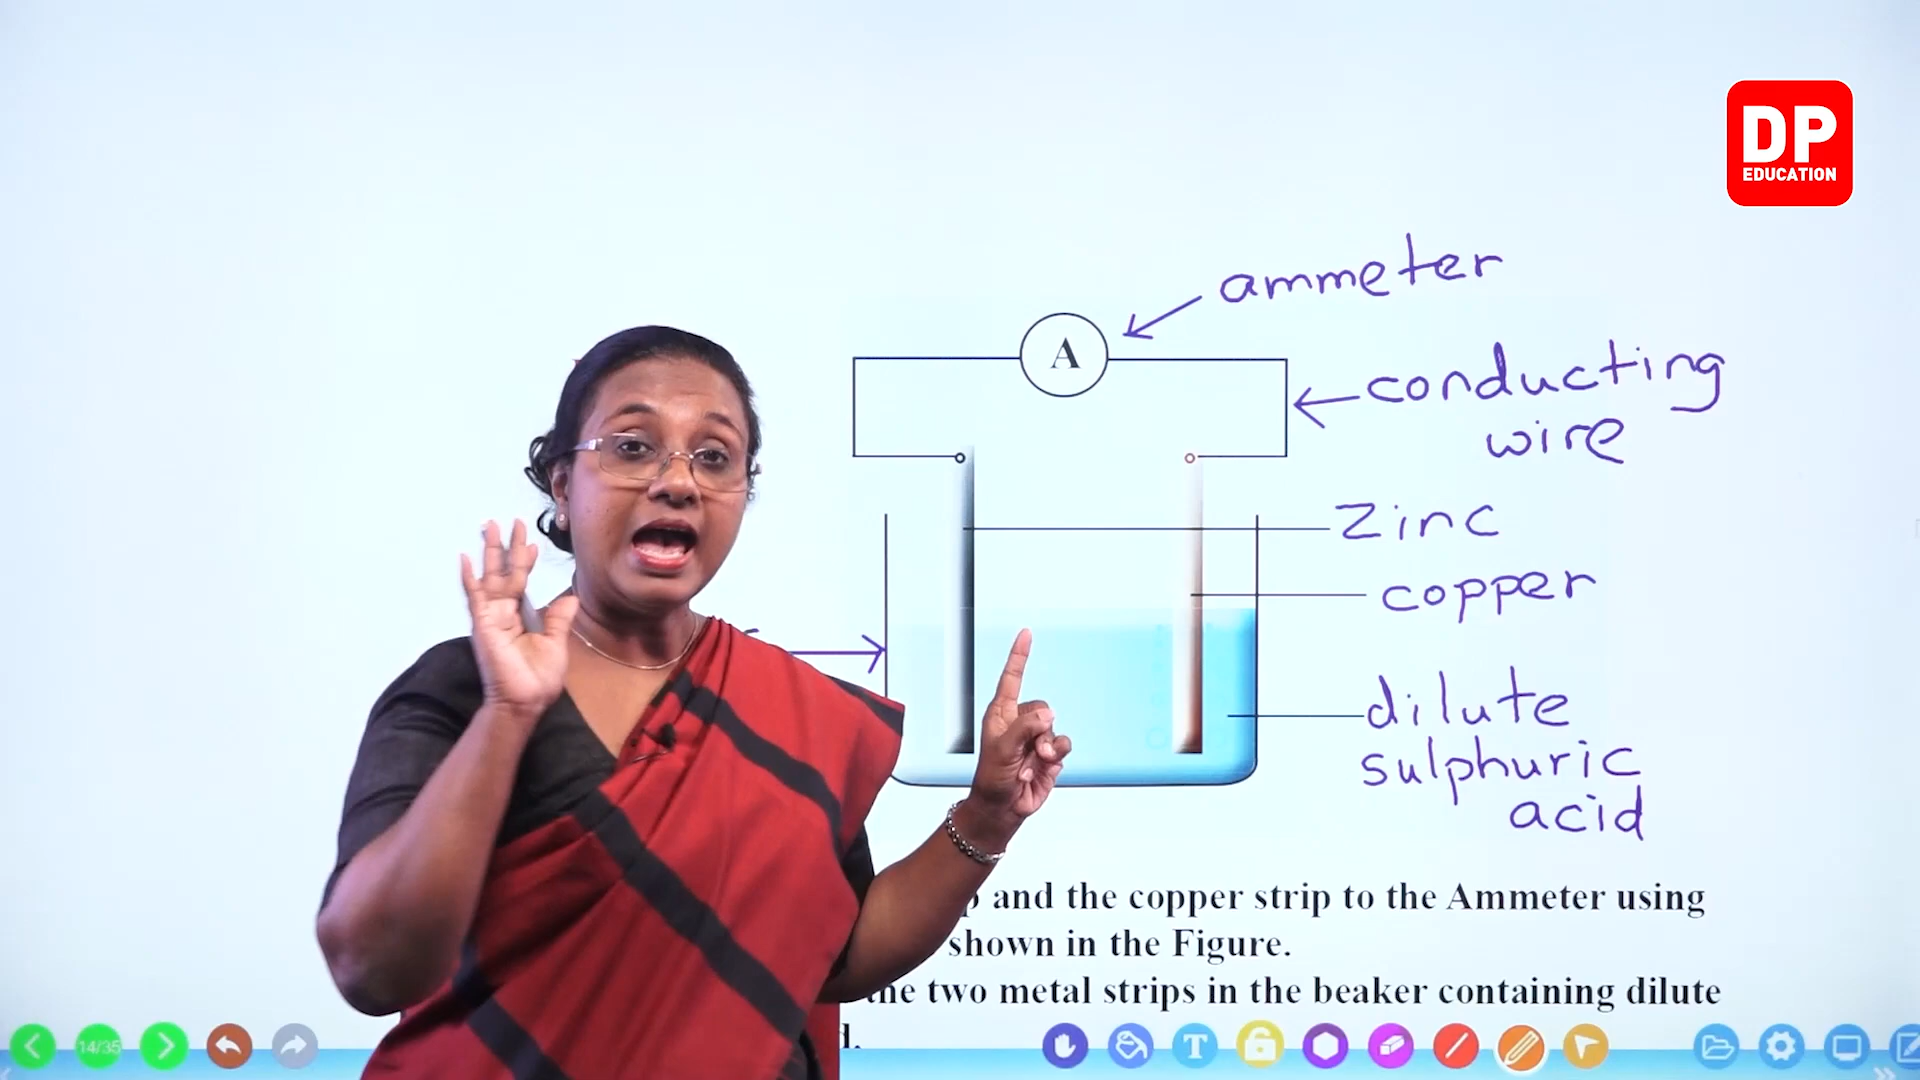 DP
EDUCATION
ammeter
A
conducting
wire
Zinc
copper
dilute
sulphuric
acid
and the copper strip to the Ammeter using
shown in the Figure.
the two metal strips in the beaker containing dilute
d.
14/35
T